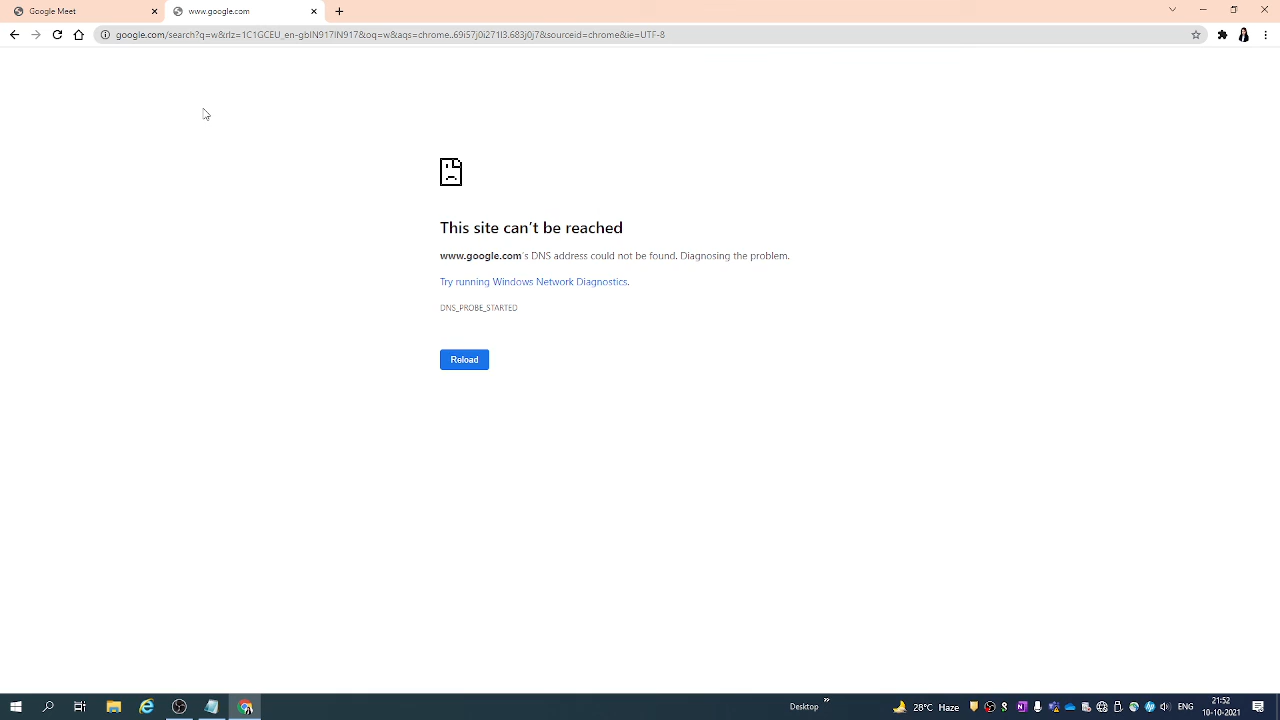 Google Meet
www.google.com
google.com/search?q=w&rlz=1C1GCEU_en-gbIN917IN917&oq=w&aqs=chrome..69i57j0i271l3.683j0j7&sourceid=chrome&ie=UTF-8
This site can't be reached
www.google.com's DNS address could not be found. Diagnosing the problem.
Try running Windows Network Diagnostics.
DNS_PROBE_STARTED
Reload
Desktop
28°C Haze
ENG
21:52
10-10-2021